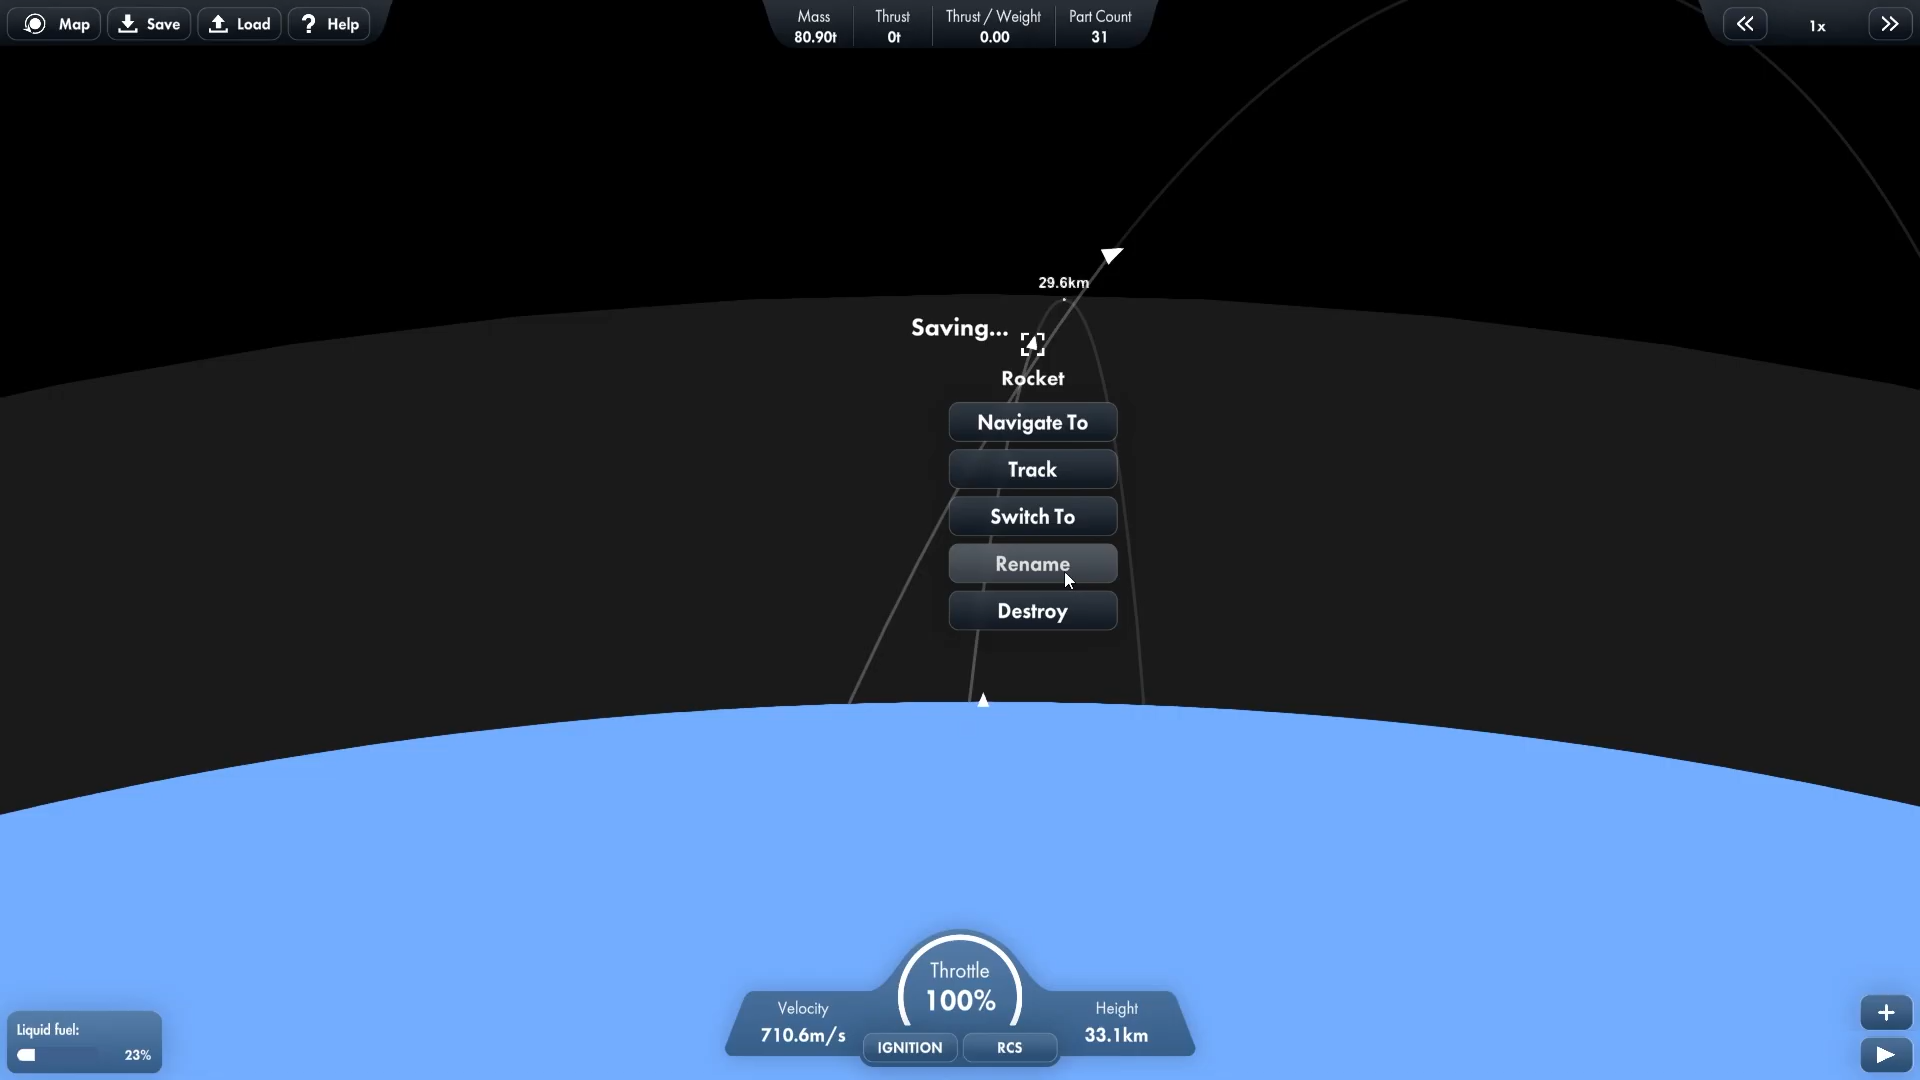 Map
Save
Load
? Help
Mass
80.90t
Thrust
0t
Thrust / Weight
0.00
Part Count
31
1x
29.6km
Saving...
Rocket
Navigate To
Track
Switch To
Rename
Destroy
Throttle
100%
Velocity
710.6m/s
Height
33.1km
IGNITION
RCS
Liquid fuel:
23%